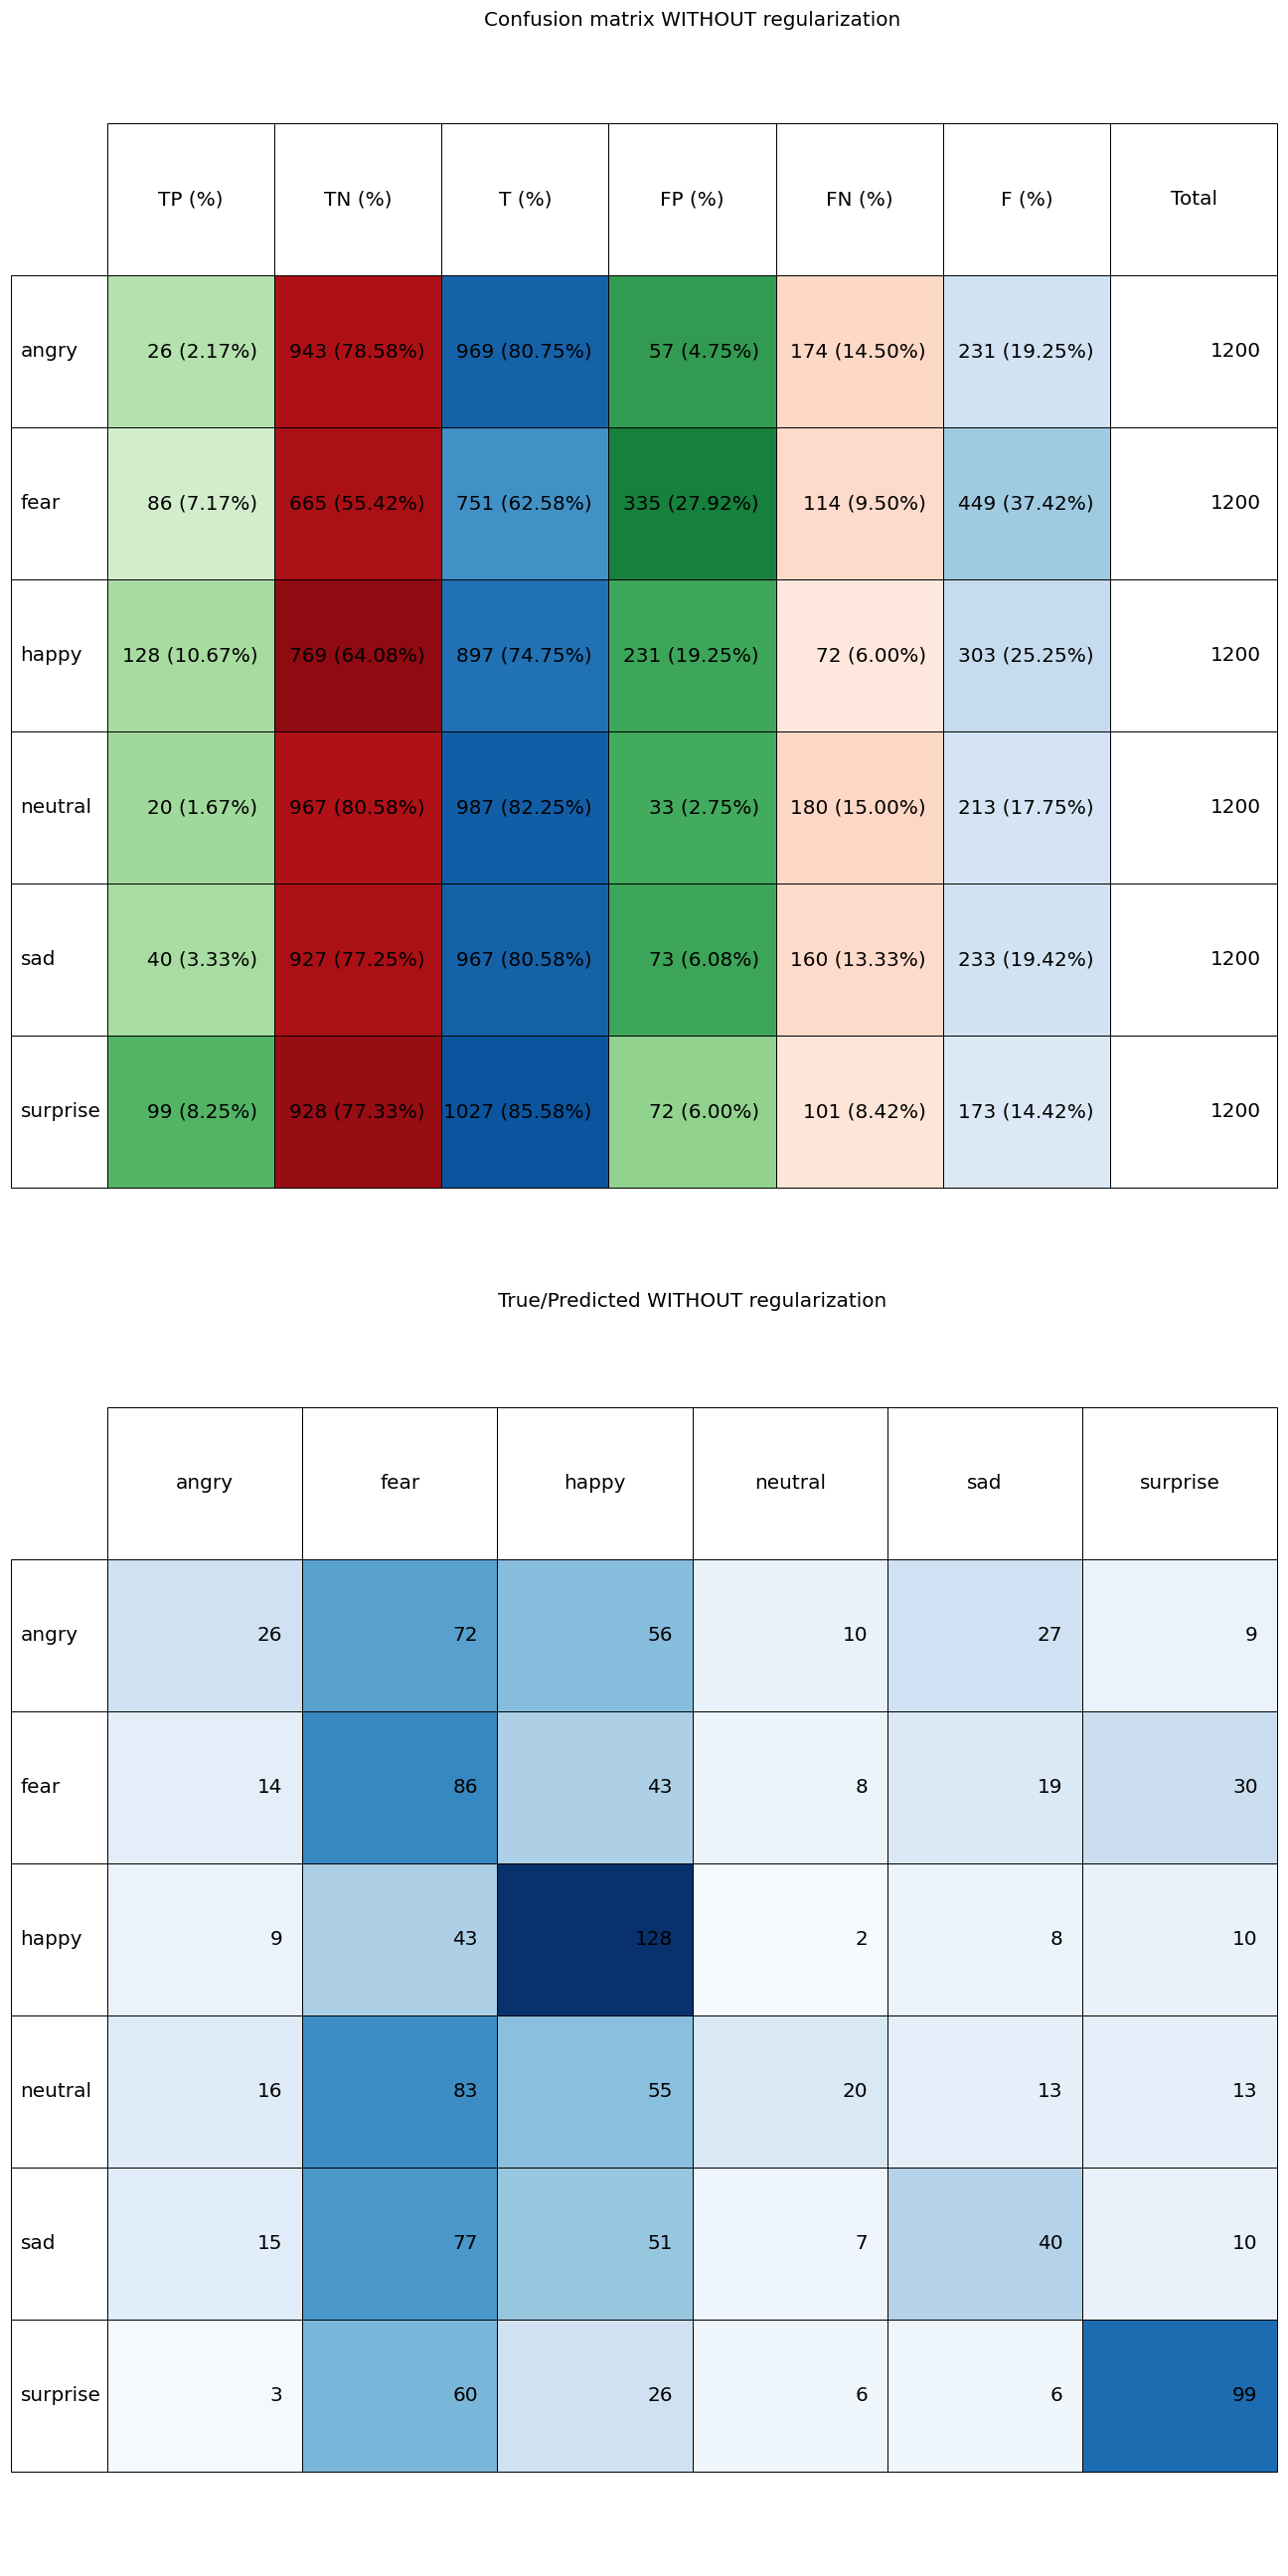 Confusion matrix WITHOUT regularization
TP (%) TN (%) T (%) FP (%) FN (%) F (%) Total
angry 26 (2.17%) 943 (78.58%) 969 (80.75%) 57 (4.75%) 174 (14.50%) 231 (19.25%) 1200
fear 86 (7.17%) 665 (55.42%) 751 (62.58%) 335 (27.92%) 114 (9.50%) 449 (37.42%) 1200
happy 128 (10.67%) 769 (64.08%) 897 (74.75%) 231 (19.25%) 72 (6.00%) 303 (25.25%) 1200
neutral 20 (1.67%) 967 (80.58%) 987 (82.25%) 33 (2.75%) 180 (15.00%) 213 (17.75%) 1200
sad 40 (3.33%) 927 (77.25%) 967 (80.58%) 73 (6.08%) 160 (13.33%) 233 (19.42%) 1200
surprise 99 (8.25%) 928 (77.33%) 1027 (85.58%) 72 (6.00%) 101 (8.42%) 173 (14.42%) 1200
True/Predicted WITHOUT regularization
angry fear happy neutral sad surprise
angry 26 72 56 10 27 9
fear 14 86 43 8 19 30
happy 9 43 128 2 8 10
neutral 16 83 55 20 13 13
sad 15 77 51 7 40 10
surprise 3 60 26 6 6 99